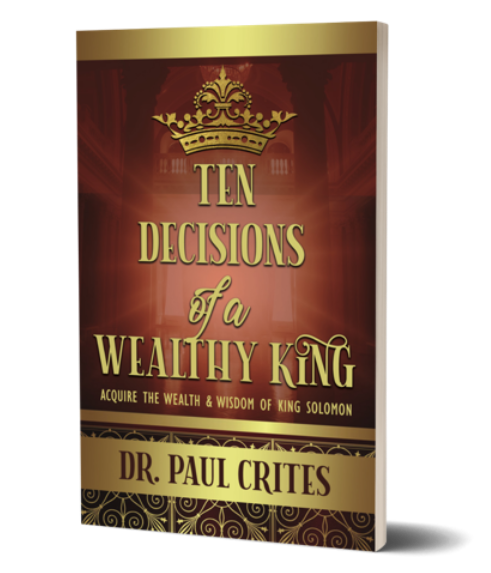 TEN
DECISIONS
of a
WEALTHY KING
ACQUIRE THE WEALTH & WISDOM OF KING SOLOMON
DR. PAUL CRITES